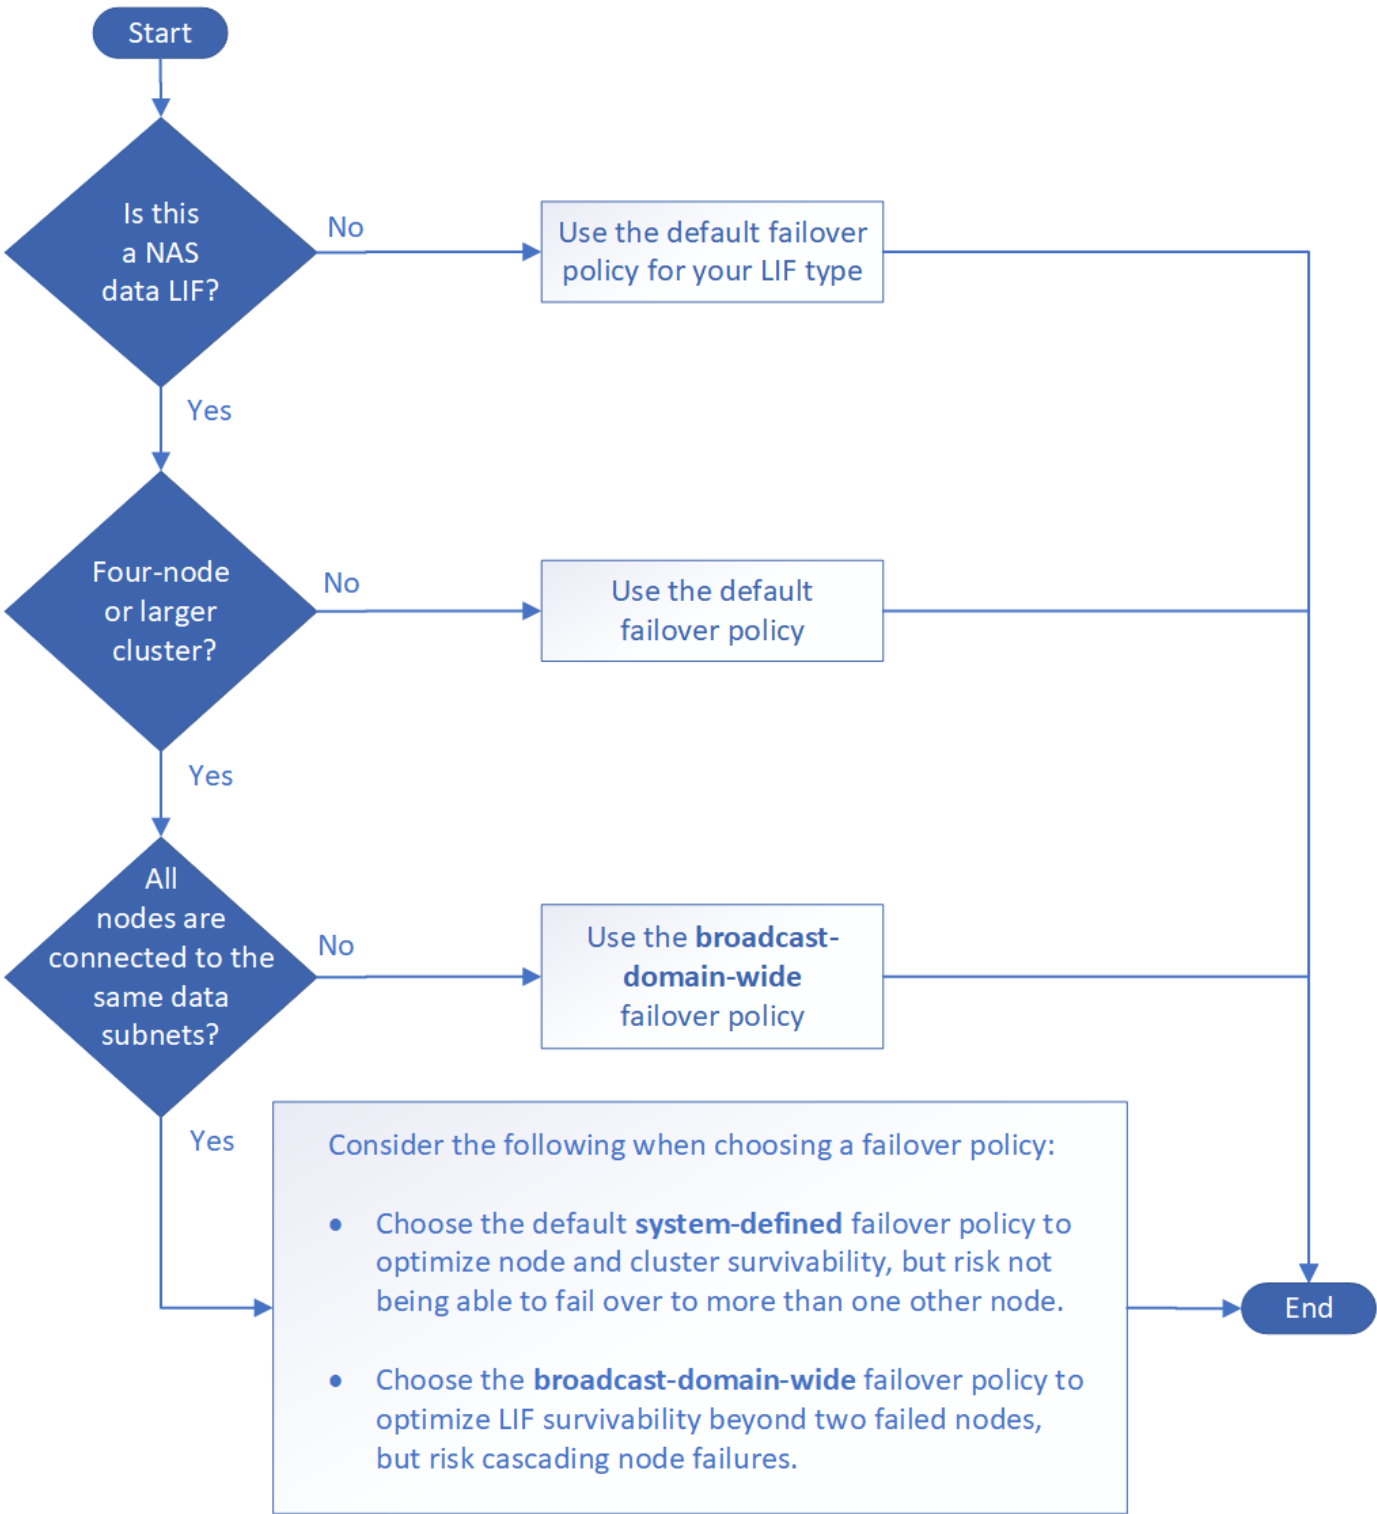 Start
Is this
a NAS
data LIF?
No
Use the default failover
policy for your LIF type
Yes
Four-node
or larger
cluster?
No
Use the default
failover policy
Yes
All
nodes are
connected to the
same data
subnets?
No
Use the broadcast-
domain-wide
failover policy
Yes
Consider the following when choosing a failover policy:
• Choose the default system-defined failover policy to
optimize node and cluster survivability, but risk not
being able to fail over to more than one other node.
• Choose the broadcast-domain-wide failover policy to
optimize LIF survivability beyond two failed nodes,
but risk cascading node failures.
End